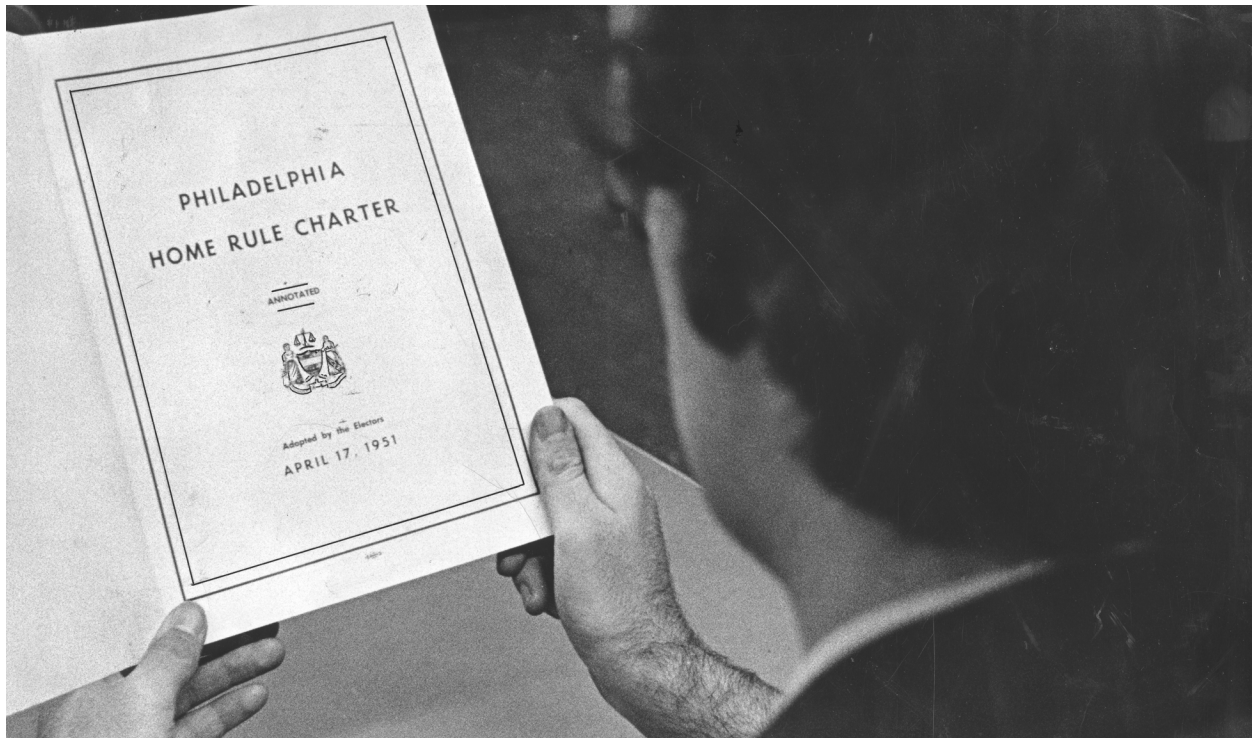 PHILADELPHIA
HOME RULE CHARTER
ANNOTATED
Adopted by the Electors
APRIL 17, 1951